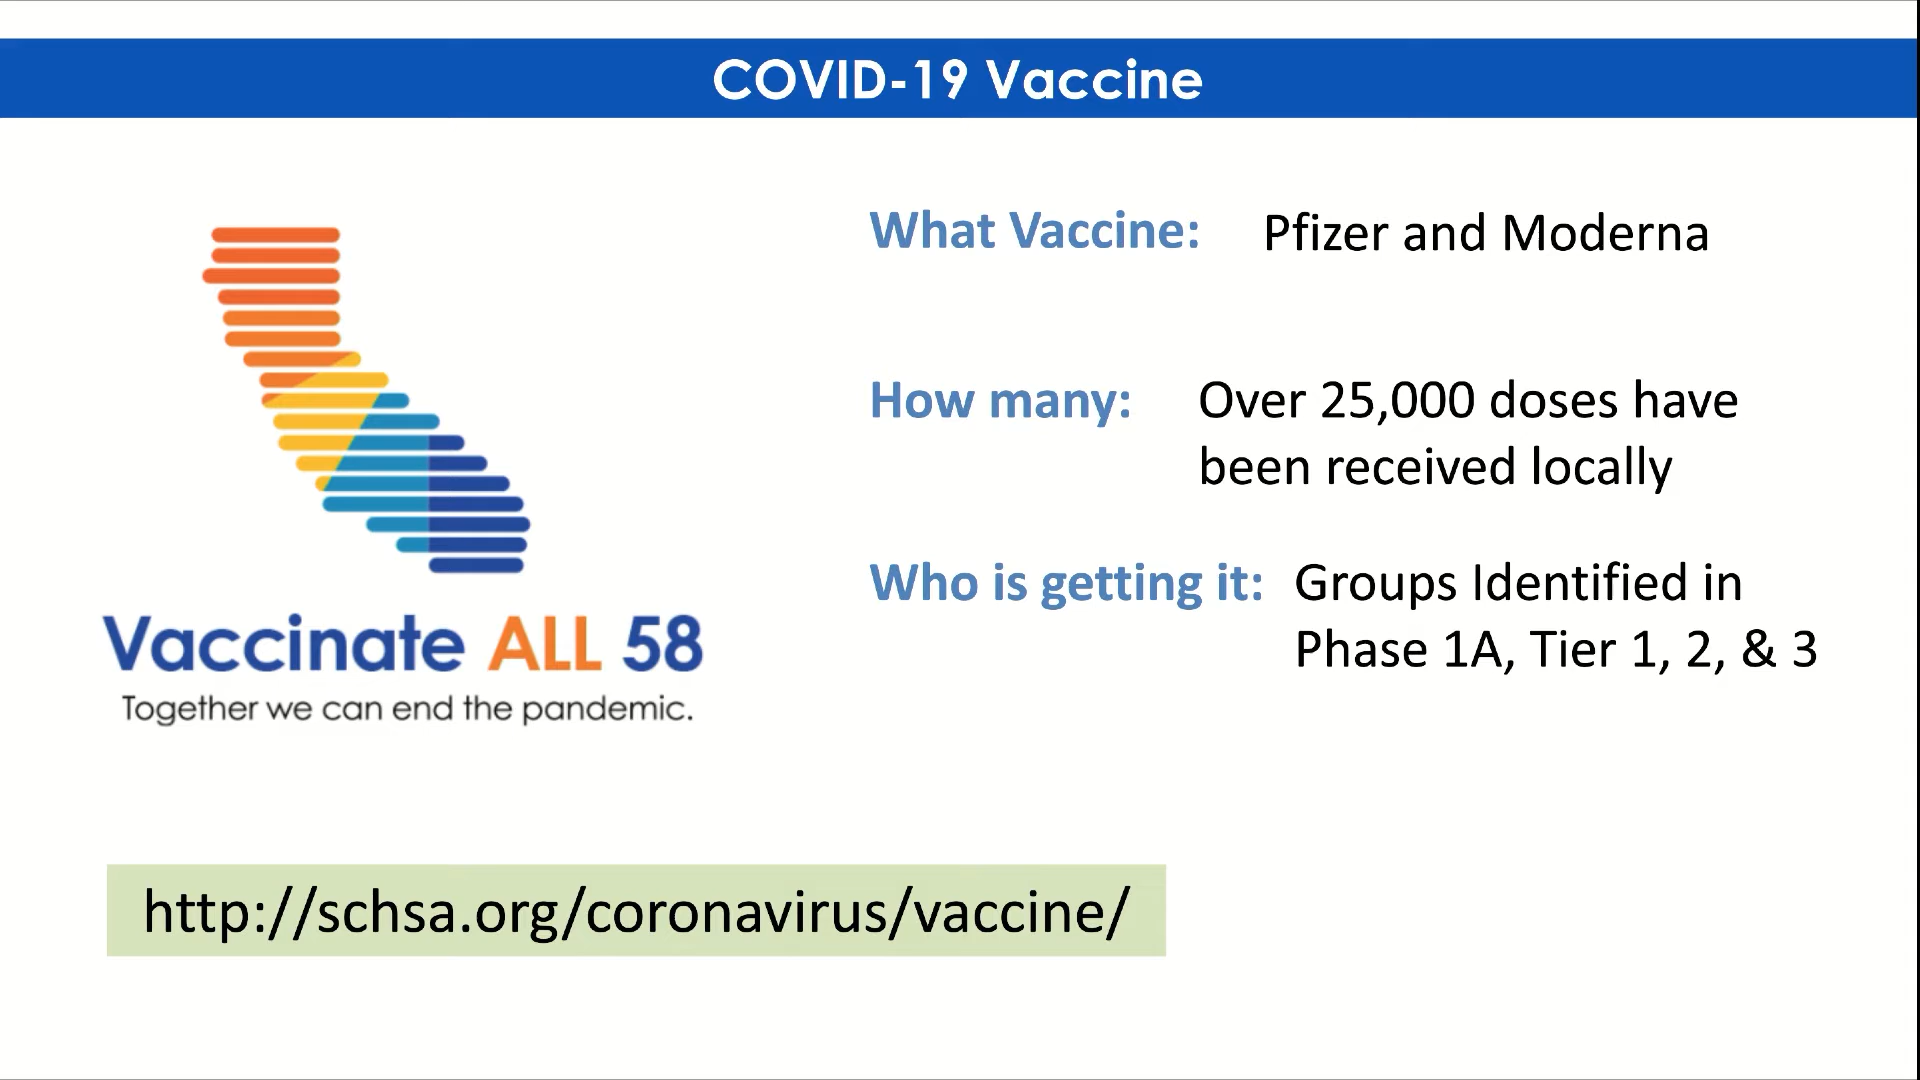 COVID-19 Vaccine
What Vaccine: Pfizer and Moderna
How many: Over 25,000 doses have
been received locally
Who is getting it: Groups Identified in
Phase 1A, Tier 1, 2, & 3
Vaccinate ALL 58
Together we can end the pandemic.
http://schsa.org/coronavirus/vaccine/